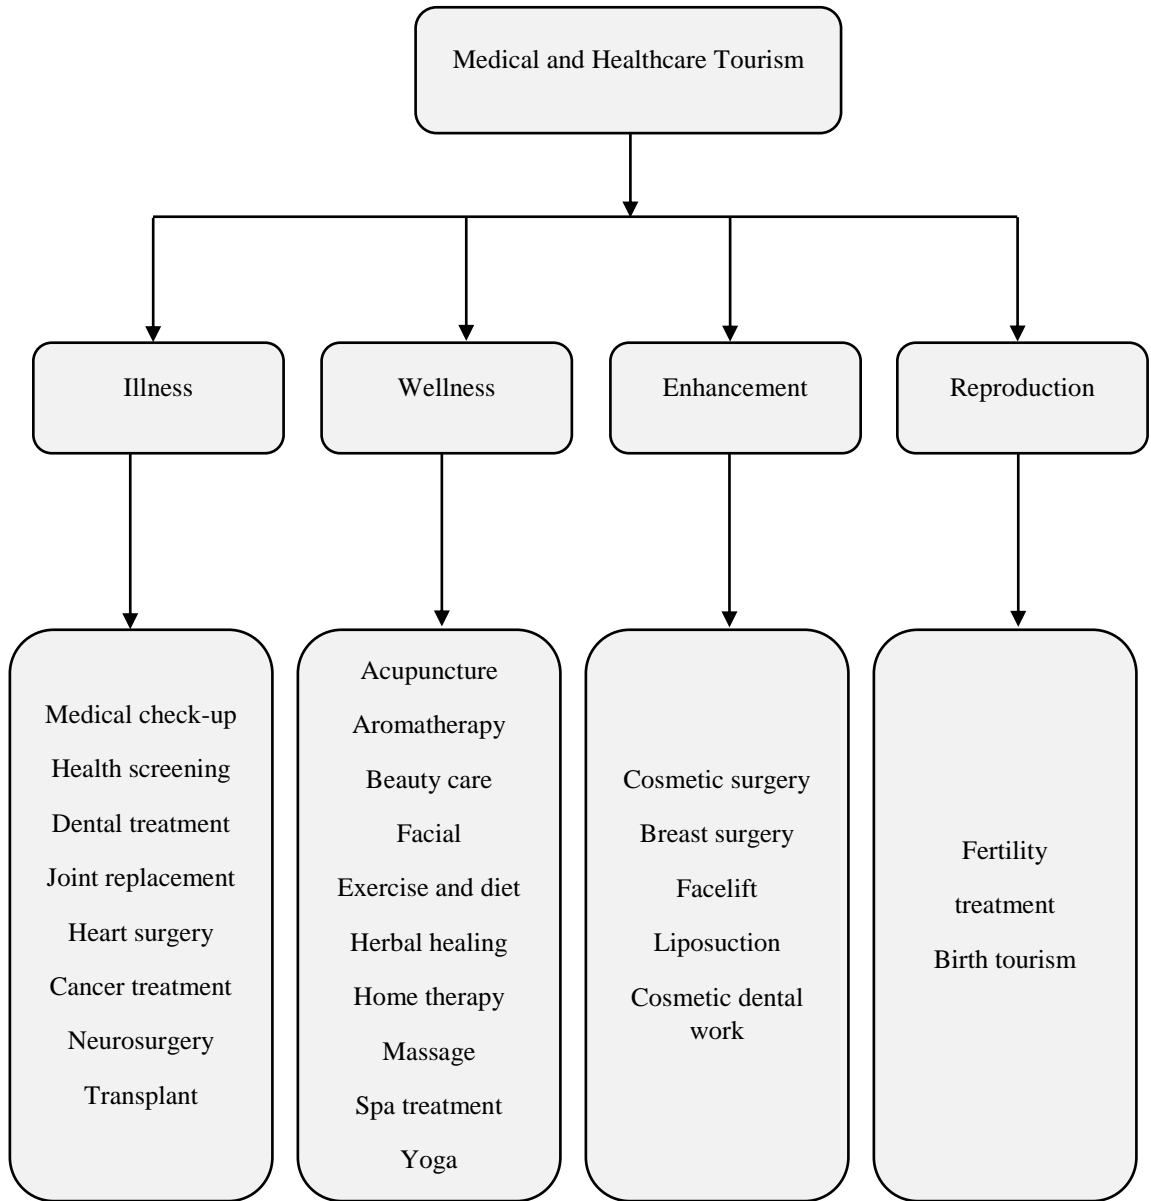 Medical and Healthcare Tourism
Illness
Wellness
Enhancement
Reproduction
Medical check-up
Health screening
Dental treatment
Joint replacement
Heart surgery
Cancer treatment
Neurosurgery
Transplant
Acupuncture
Aromatherapy
Beauty care
Facial
Exercise and diet
Herbal healing
Home therapy
Massage
Spa treatment
Yoga
Cosmetic surgery
Breast surgery
Facelift
Liposuction
Cosmetic dental
work
Fertility
treatment
Birth tourism